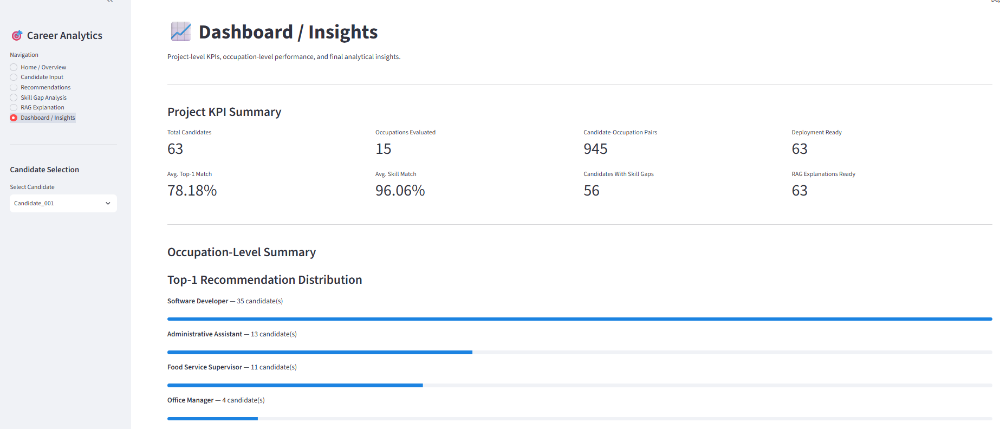 Career Analytics
Navigation
Home / Overview
Candidate Input
Recommendations
Skill Gap Analysis
RAG Explanation
Dashboard / Insights
Candidate Selection
Select Candidate
Candidate_001
Dashboard / Insights
Project-level KPIs, occupation-level performance, and final analytical insights.
Project KPI Summary
Total Candidates
63
Occupations Evaluated
15
Candidate-Occupation Pairs
945
Deployment Ready
63
Avg. Top-1 Match
78.18%
Avg. Skill Match
96.06%
Candidates With Skill Gaps
56
RAG Explanations Ready
63
Occupation-Level Summary
Top-1 Recommendation Distribution
Software Developer — 35 candidate(s)
Administrative Assistant — 13 candidate(s)
Food Service Supervisor — 11 candidate(s)
Office Manager — 4 candidate(s)